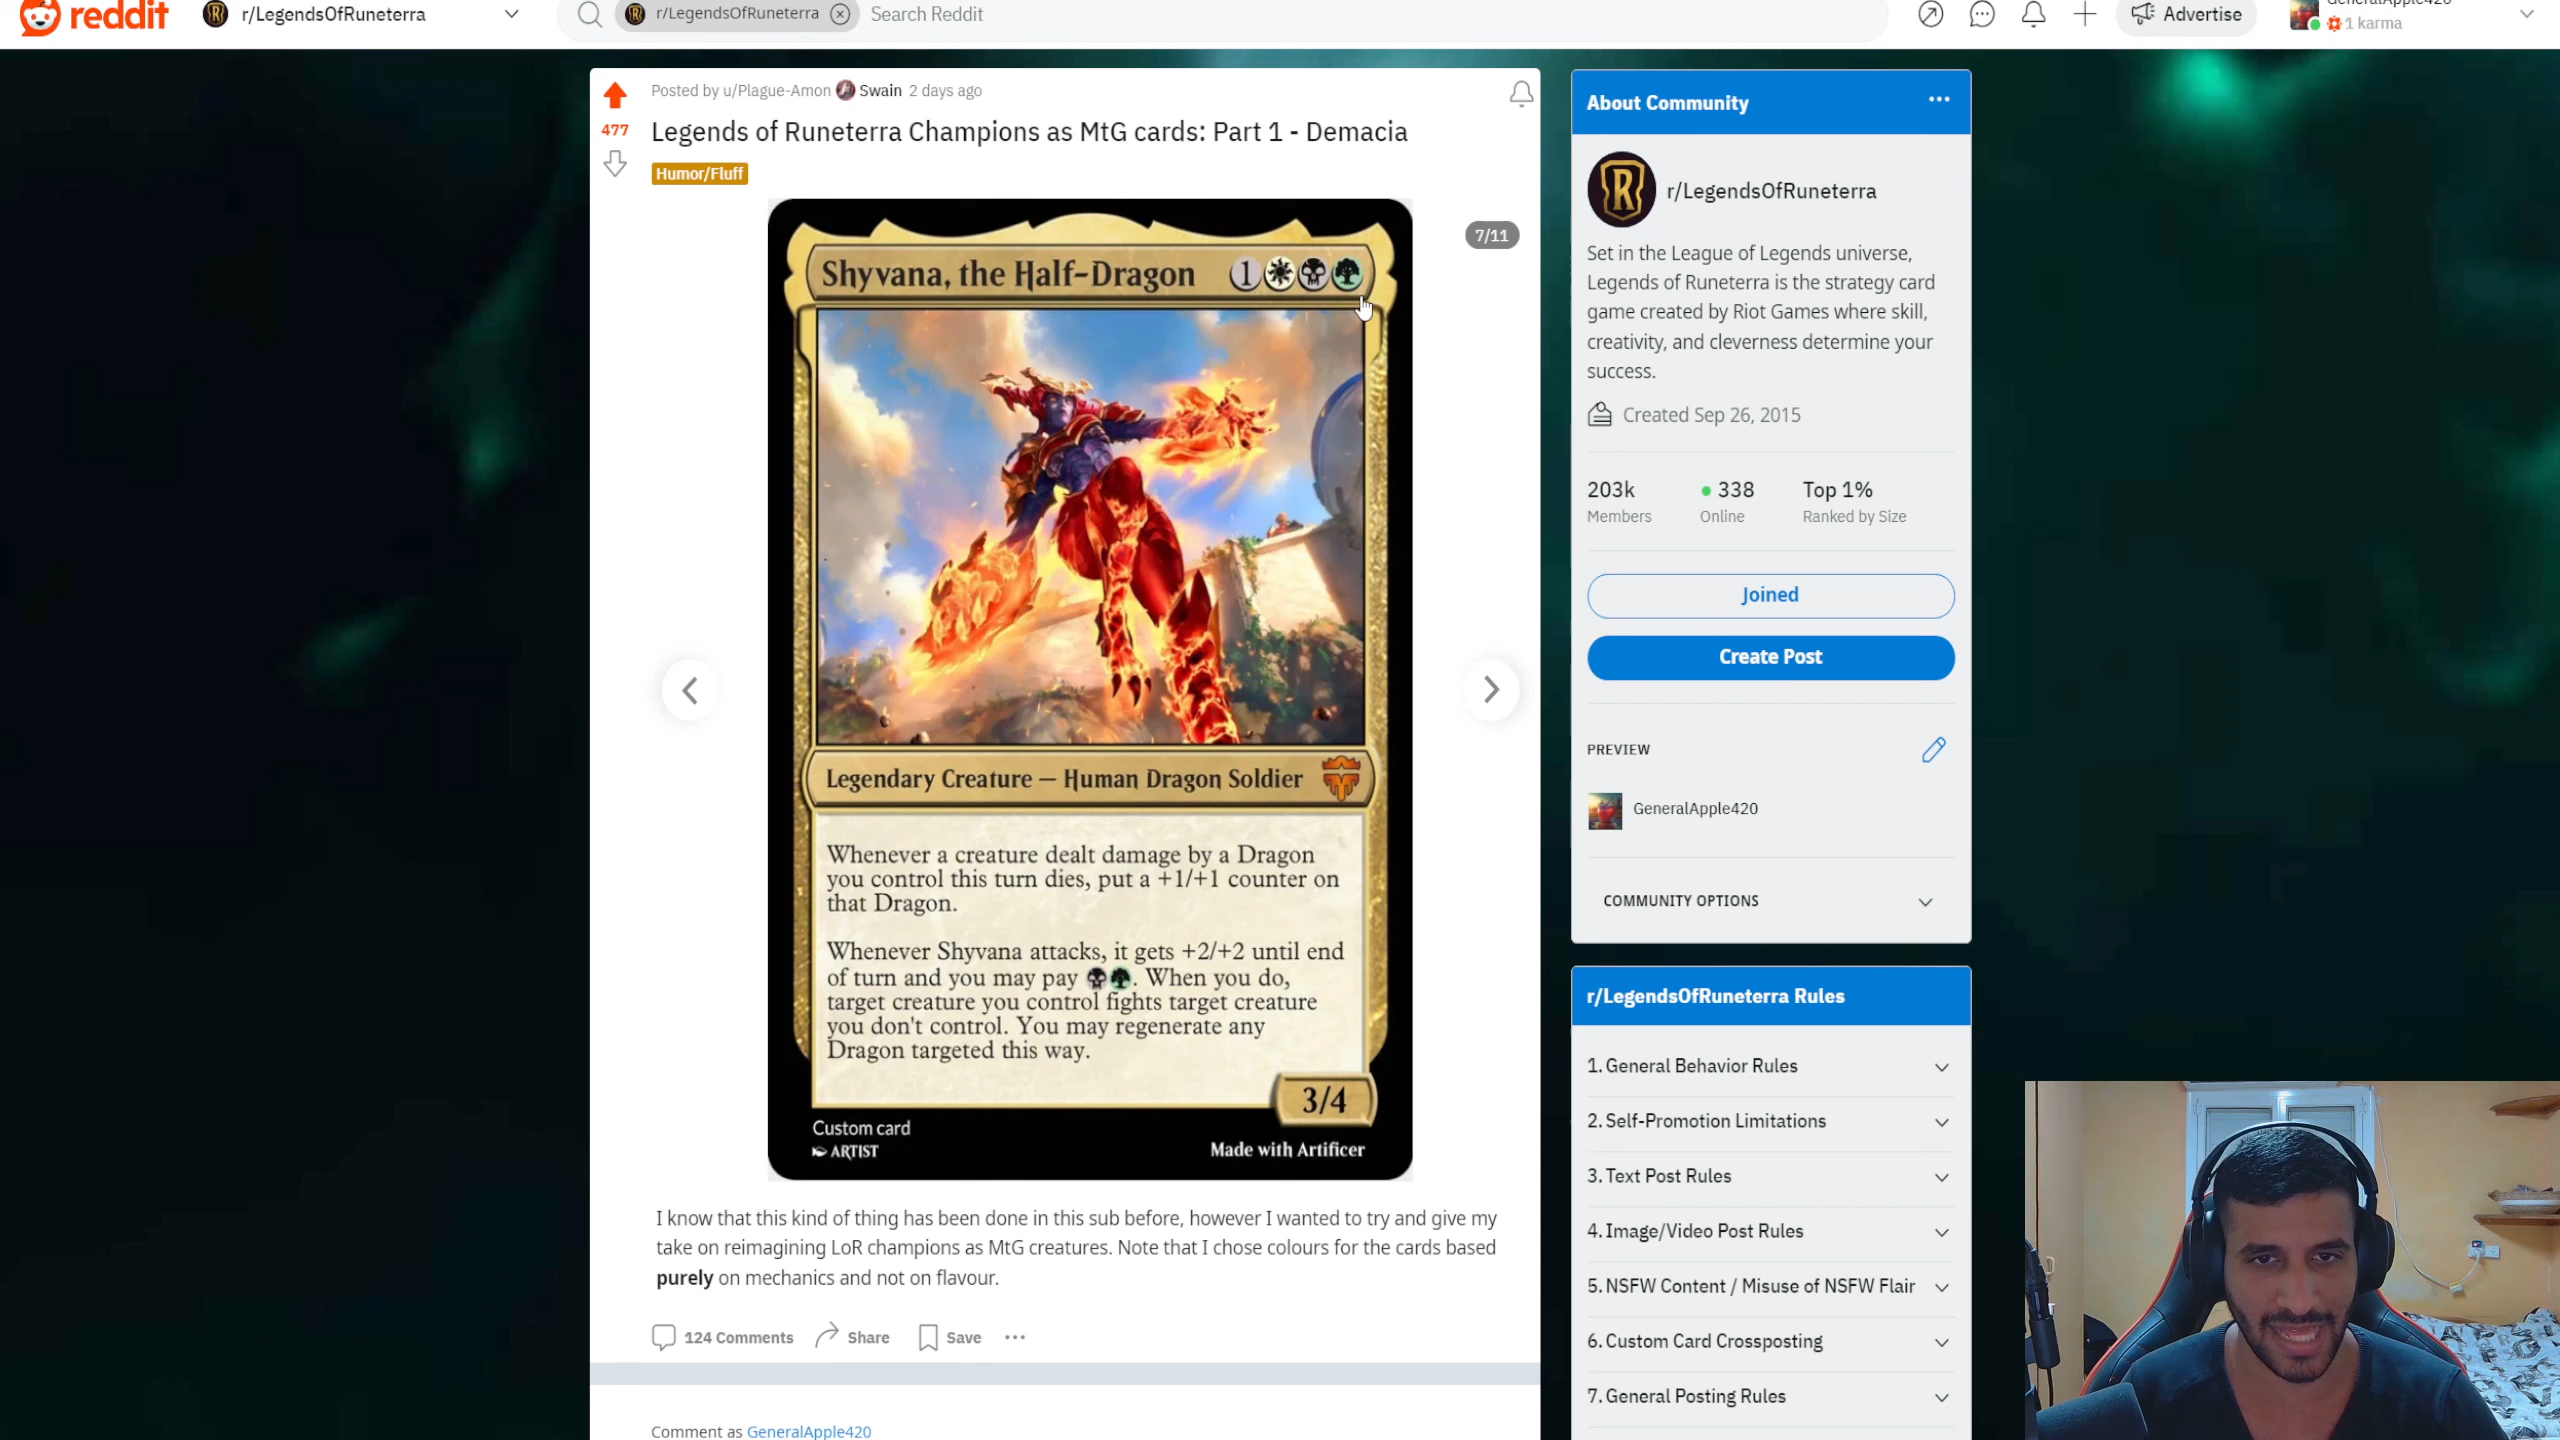 reddit
r/LegendsOfRuneterra
r/LegendsOfRuneterra
Search Reddit
Advertise
GeneralApple420
1 karma
Posted by u/Plague-Amon Swain 2 days ago
477
Legends of Runeterra Champions as MtG cards: Part 1 - Demacia
Humor/Fluff
7/11
Shyvana, the Half-Dragon 1
Legendary Creature — Human Dragon Soldier
Whenever a creature dealt damage by a Dragon
you control this turn dies, put a +1/+1 counter on
that Dragon.
Whenever Shyvana attacks, it gets +2/+2 until end
of turn and you may pay . When you do,
target creature you control fights target creature
you don't control. You may regenerate any
Dragon targeted this way.
3/4
Custom card
ARTIST
Made with Artificer
I know that this kind of thing has been done in this sub before, however I wanted to try and give my
take on reimagining LoR champions as MtG creatures. Note that I chose colours for the cards based
purely on mechanics and not on flavour.
124 Comments
Share
Save
Comment as GeneralApple420
About Community
r/LegendsOfRuneterra
Set in the League of Legends universe,
Legends of Runeterra is the strategy card
game created by Riot Games where skill,
creativity, and cleverness determine your
success.
Created Sep 26, 2015
203k
338
Top 1%
Members
Online
Ranked by Size
Joined
Create Post
PREVIEW
GeneralApple420
COMMUNITY OPTIONS
r/LegendsOfRuneterra Rules
1. General Behavior Rules
2. Self-Promotion Limitations
3. Text Post Rules
4. Image/Video Post Rules
5. NSFW Content / Misuse of NSFW Flair
6. Custom Card Crossposting
7. General Posting Rules